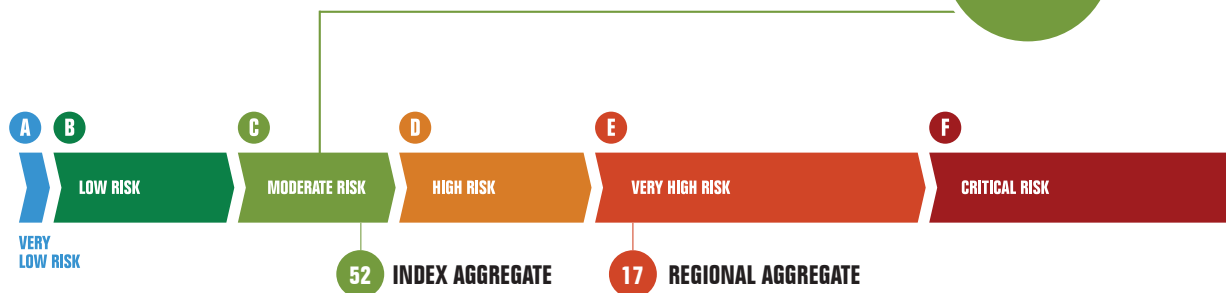 A B C D E F
LOW RISK MODERATE RISK HIGH RISK VERY HIGH RISK CRITICAL RISK
VERY
LOW RISK
52 INDEX AGGREGATE 17 REGIONAL AGGREGATE